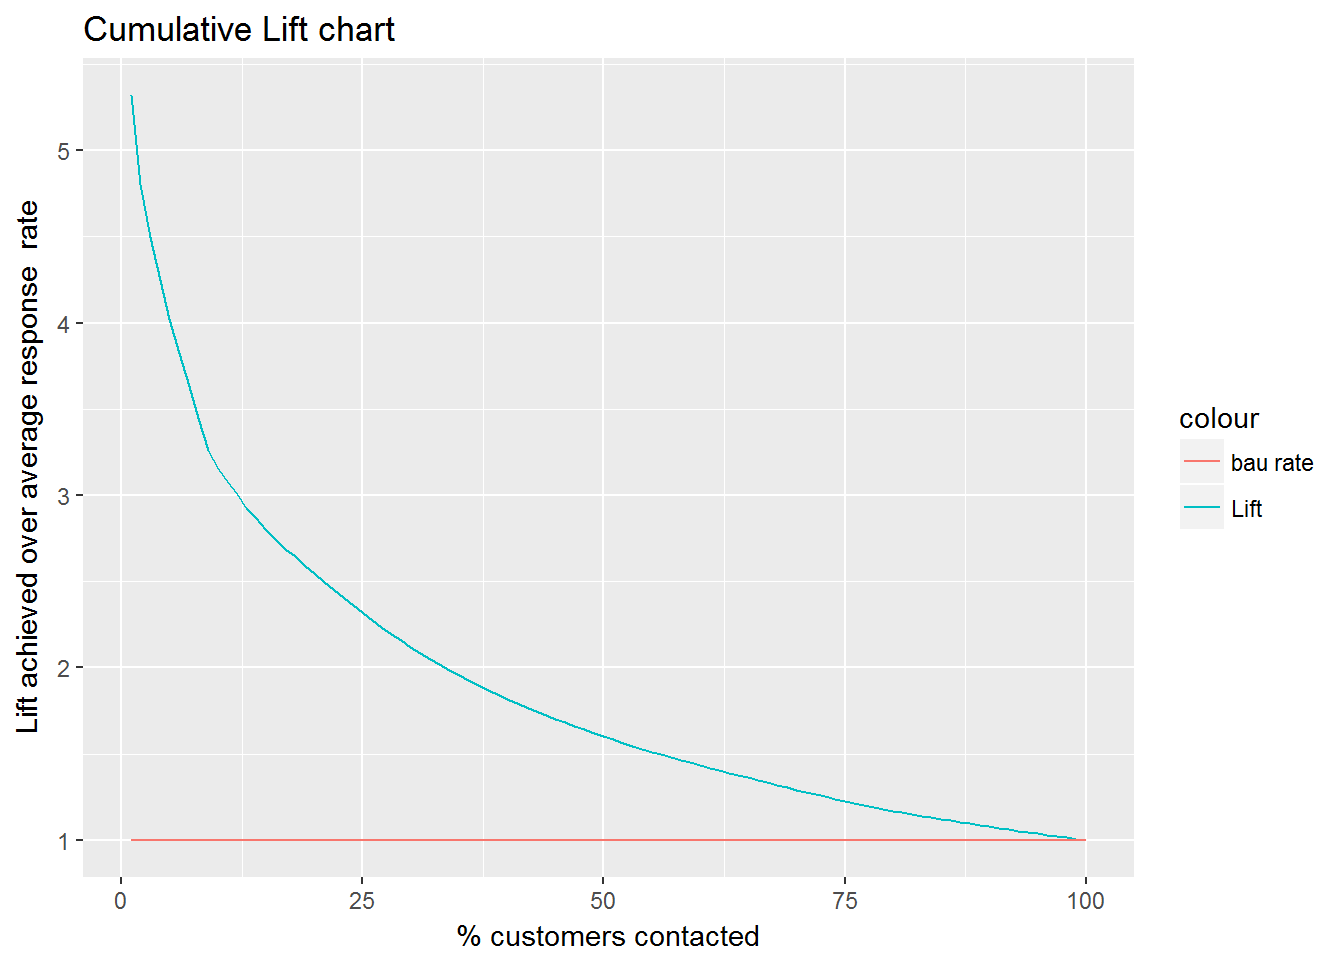 Cumulative Lift chart
Lift achieved over average response  rate
5
4
3
2
1
0
25
50
75
100
% customers contacted
colour
bau rate
Lift